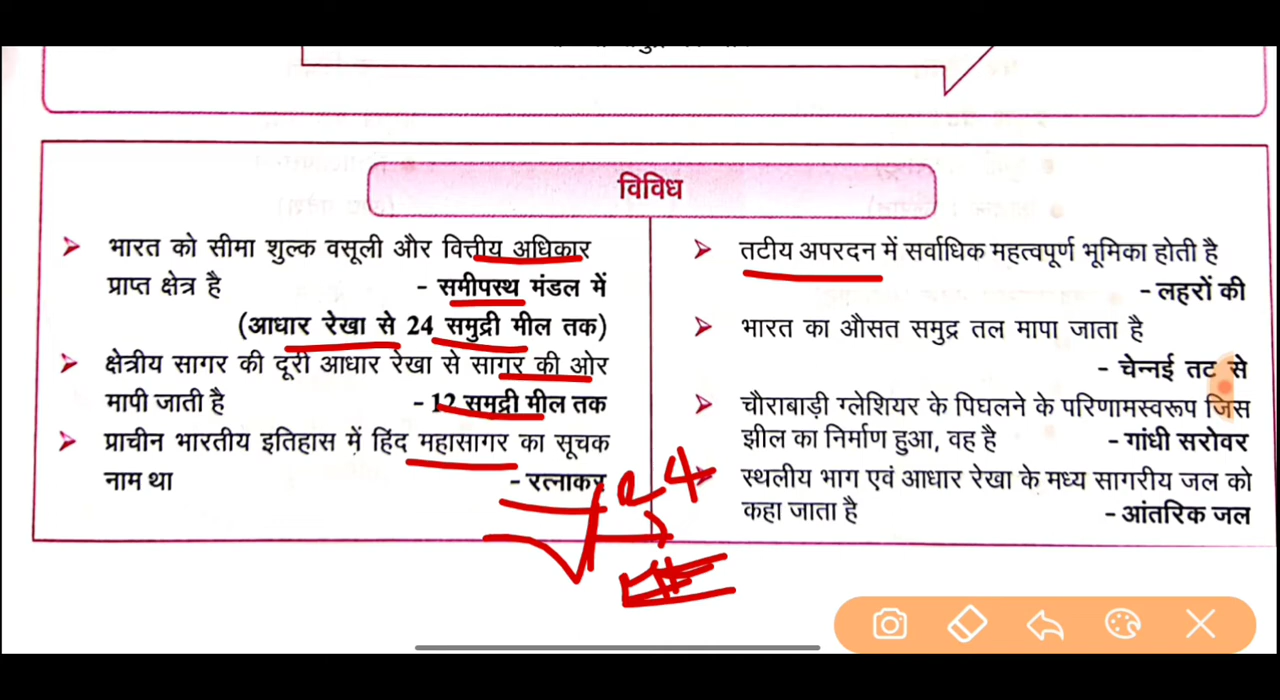 विविध
➤ भारत को सीमा शुल्क वसूली और वित्तीय अधिकार
प्राप्त क्षेत्र है - समीपस्थ मंडल में
(आधार रेखा से 24 समुद्री मील तक)
➤ क्षेत्रीय सागर की दूरी आधार रेखा से सागर की ओर
मापी जाती है - 12 समुद्री मील तक
➤ प्राचीन भारतीय इतिहास में हिंद महासागर का सूचक
नाम था - रत्नाकर
➤ तटीय अपरदन में सर्वाधिक महत्वपूर्ण भूमिका होती है
- लहरों की
➤ भारत का औसत समुद्र तल मापा जाता है
- चेन्नई तट से
➤ चौराबाड़ी ग्लेशियर के पिघलने के परिणामस्वरूप जिस
झील का निर्माण हुआ, वह है - गांधी सरोवर
➤ स्थलीय भाग एवं आधार रेखा के मध्य सागरीय जल को
कहा जाता है - आंतरिक जल
24